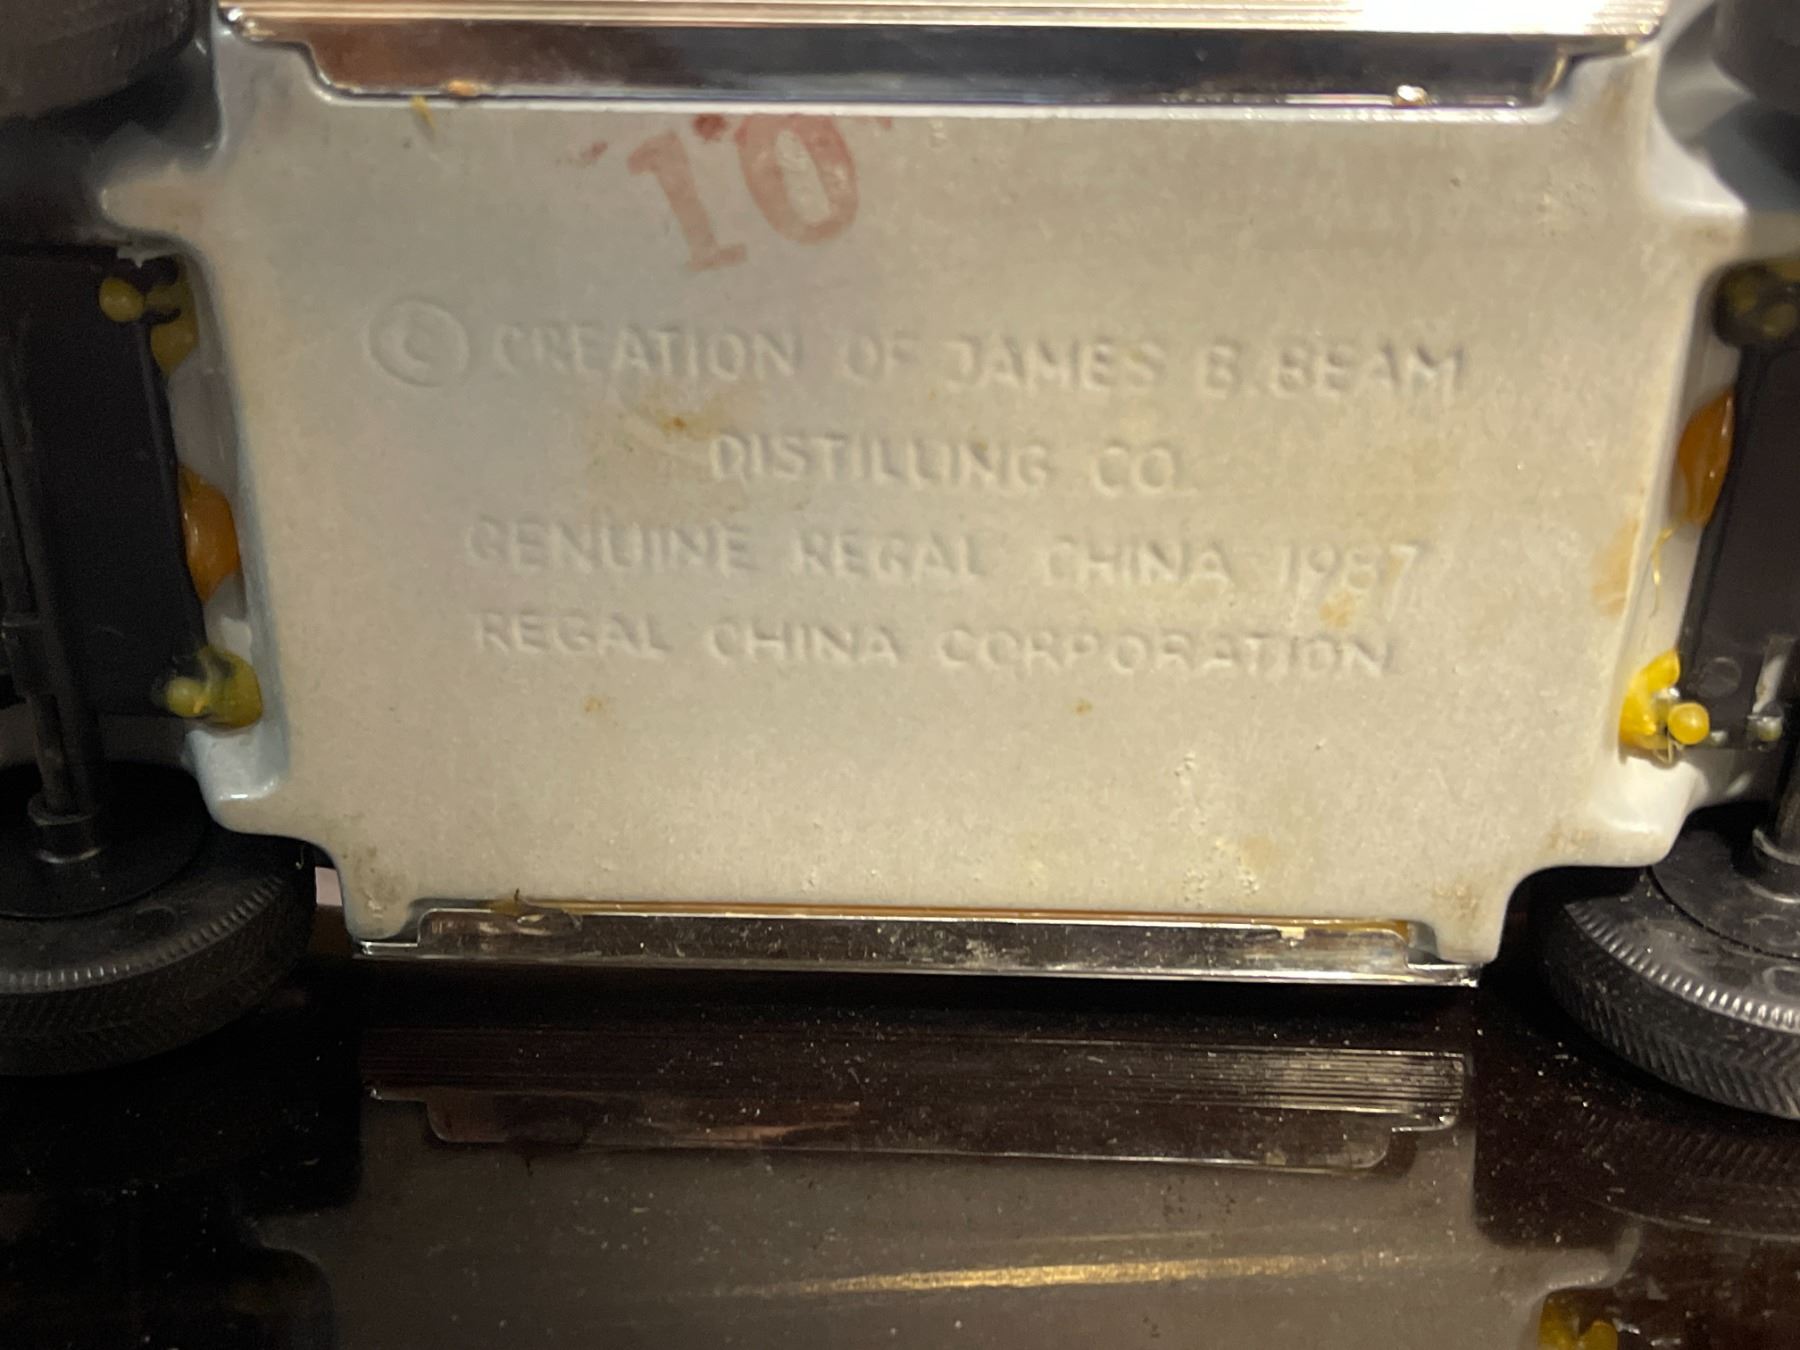 10
© CREATION OF JAMES B. BEAM
DISTILLING CO.
GENUINE REGAL CHINA 1987
REGAL CHINA CORPORATION